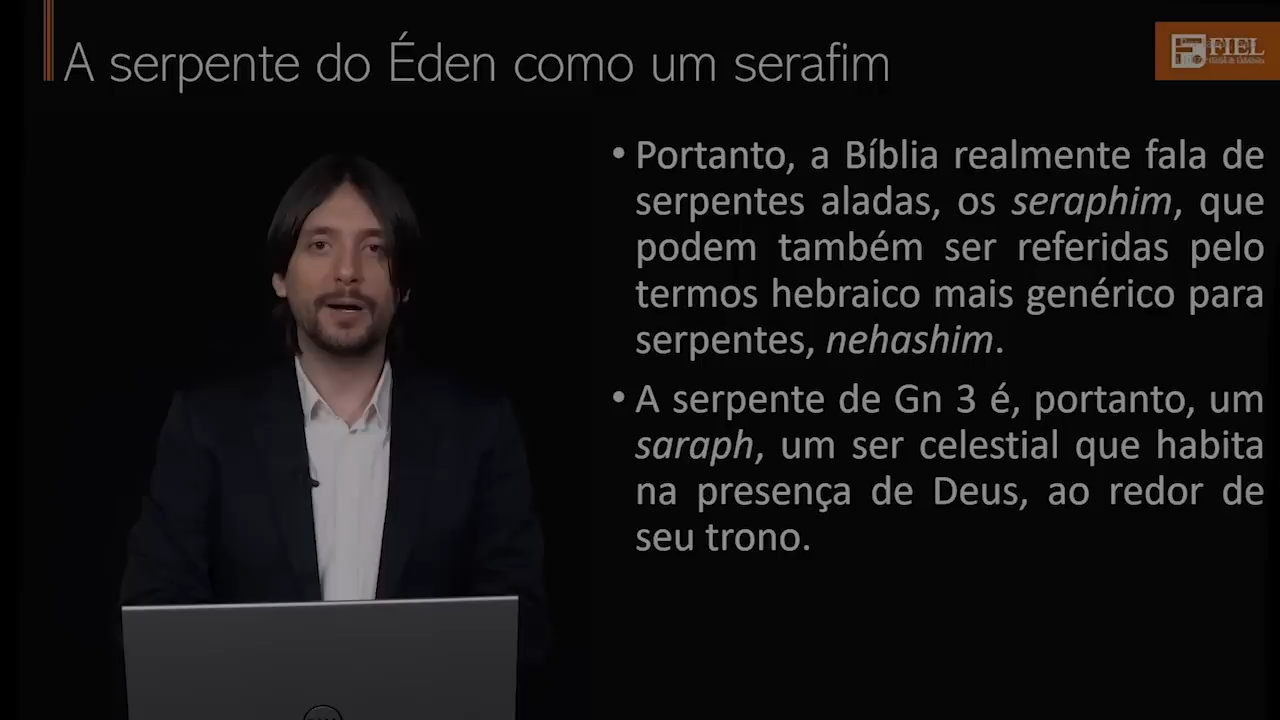 A serpente do Éden como um serafim
FIEL
• Portanto, a Bíblia realmente fala de
serpentes aladas, os seraphim, que
podem também ser referidas pelo
termos hebraico mais genérico para
serpentes, nehashim.
• A serpente de Gn 3 é, portanto, um
saraph, um ser celestial que habita
na presença de Deus, ao redor de
seu trono.